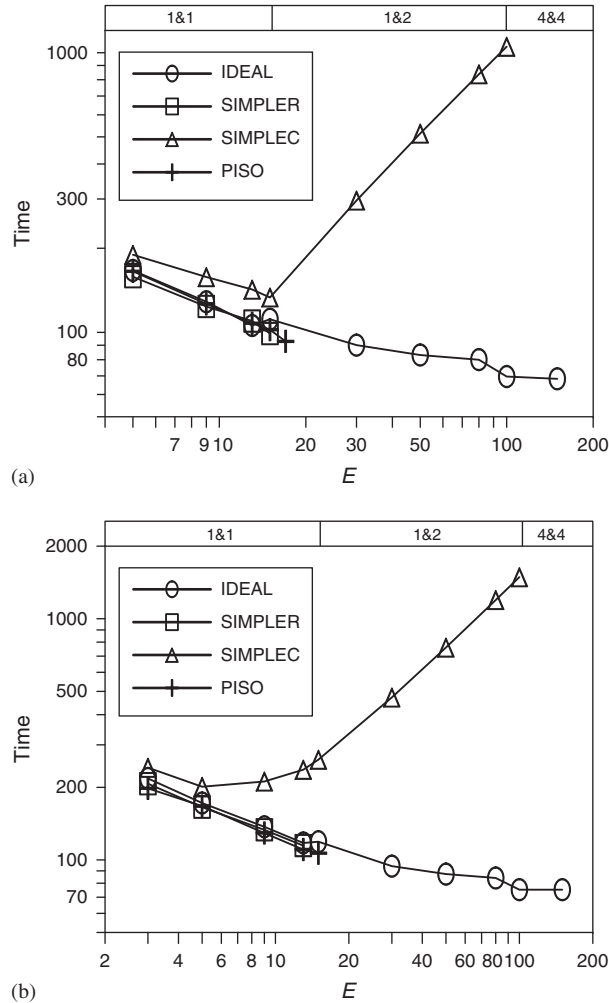 1&1 1&2 4&4
1000
300
100
80
Time
IDEAL
SIMPLER
SIMPLEC
PISO
4 7 9 10 20 30 50 100 200
E
(a)
1&1 1&2 4&4
2000
1000
500
200
100
70
Time
IDEAL
SIMPLER
SIMPLEC
PISO
2 4 6 8 10 20 40 60 80 100 200
E
(b)